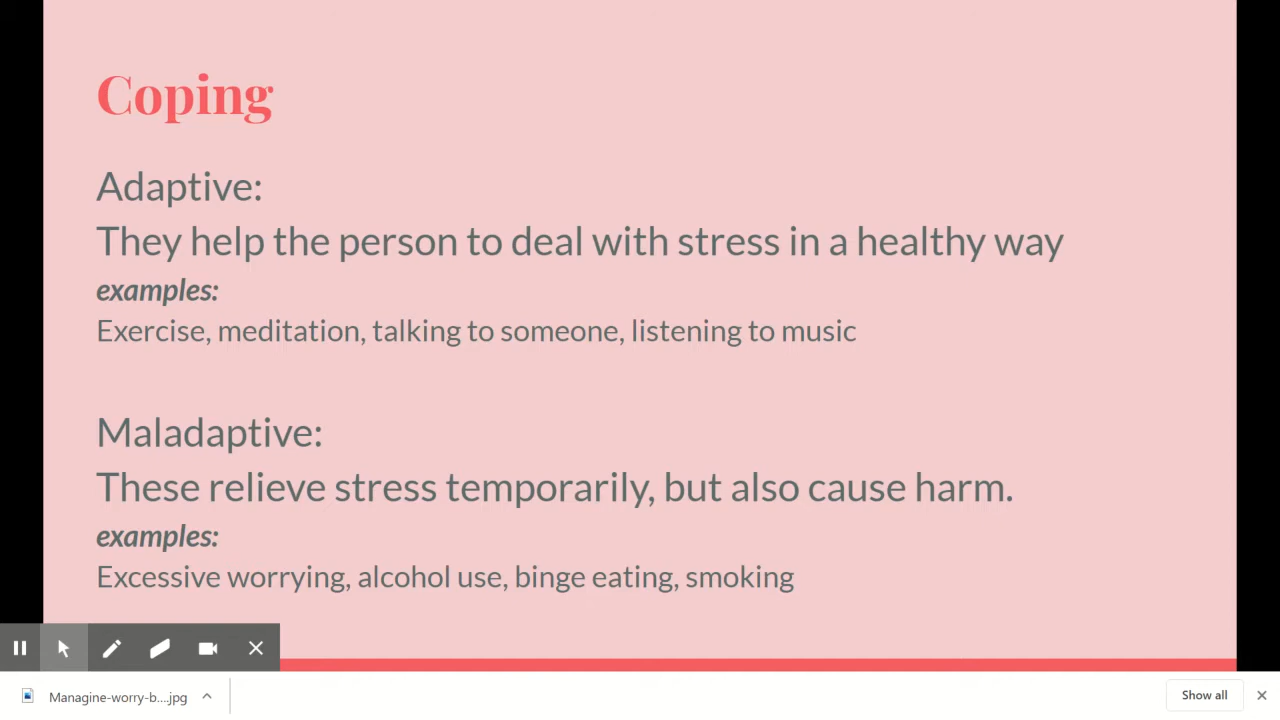 Coping
Adaptive:
They help the person to deal with stress in a healthy way
examples:
Exercise, meditation, talking to someone, listening to music
Maladaptive:
These relieve stress temporarily, but also cause harm.
examples:
Excessive worrying, alcohol use, binge eating, smoking
Managine-worry-b....jpg
Show all